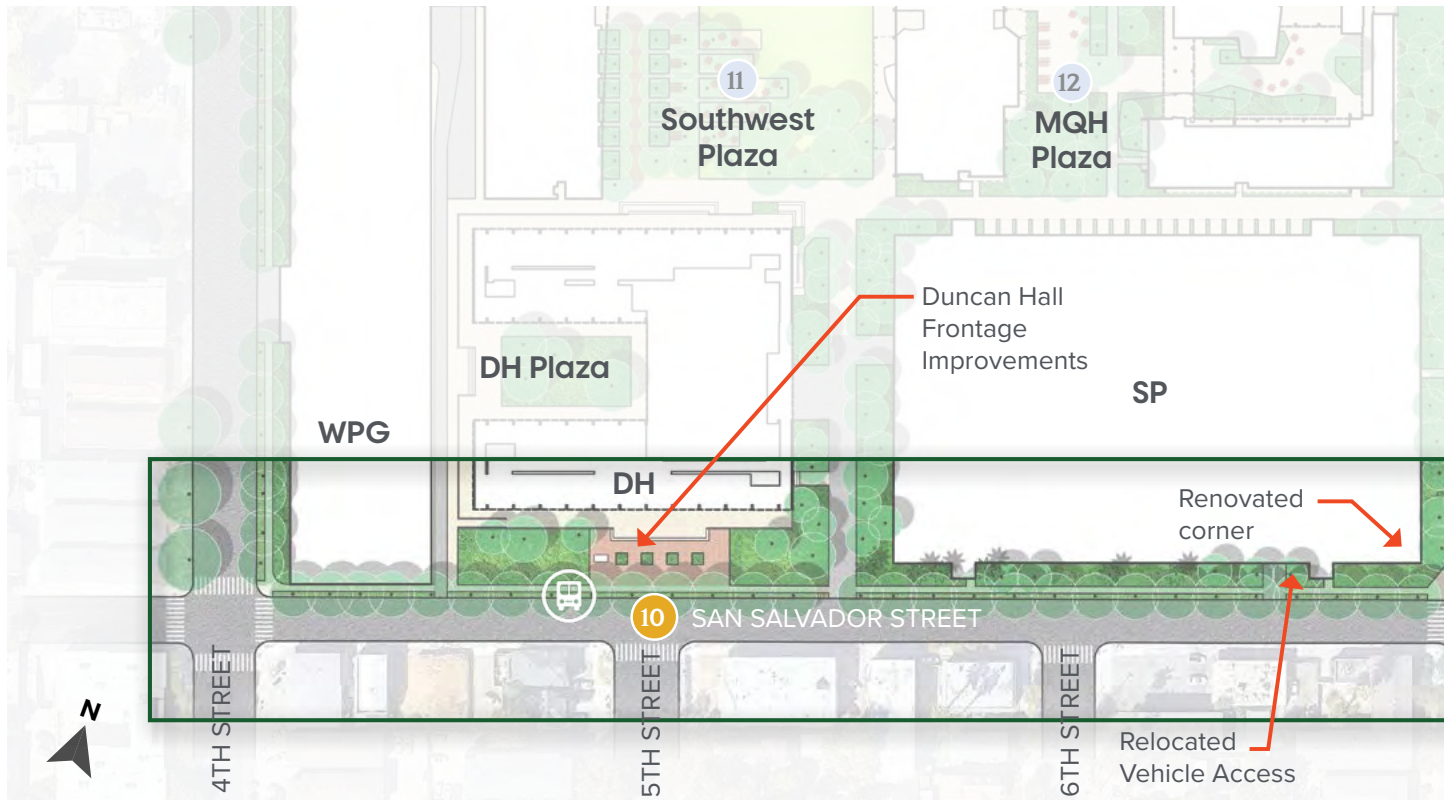 11
Southwest
Plaza
12
MQH
Plaza
Duncan Hall
Frontage
Improvements
DH Plaza
SP
WPG
DH
Renovated
corner
10
SAN SALVADOR STREET
4TH STREET
5TH STREET
6TH STREET
N
Relocated
Vehicle Access